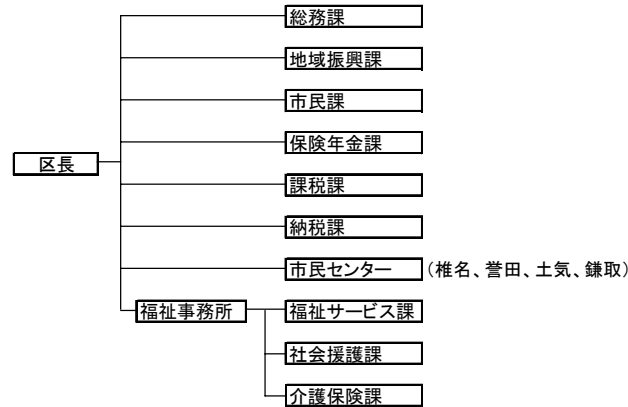 総務課
地域振興課
市民課
保険年金課
区長
課税課
納税課
市民センター (椎名、誉田、土気、鎌取)
福祉事務所 福祉サービス課
社会援護課
介護保険課